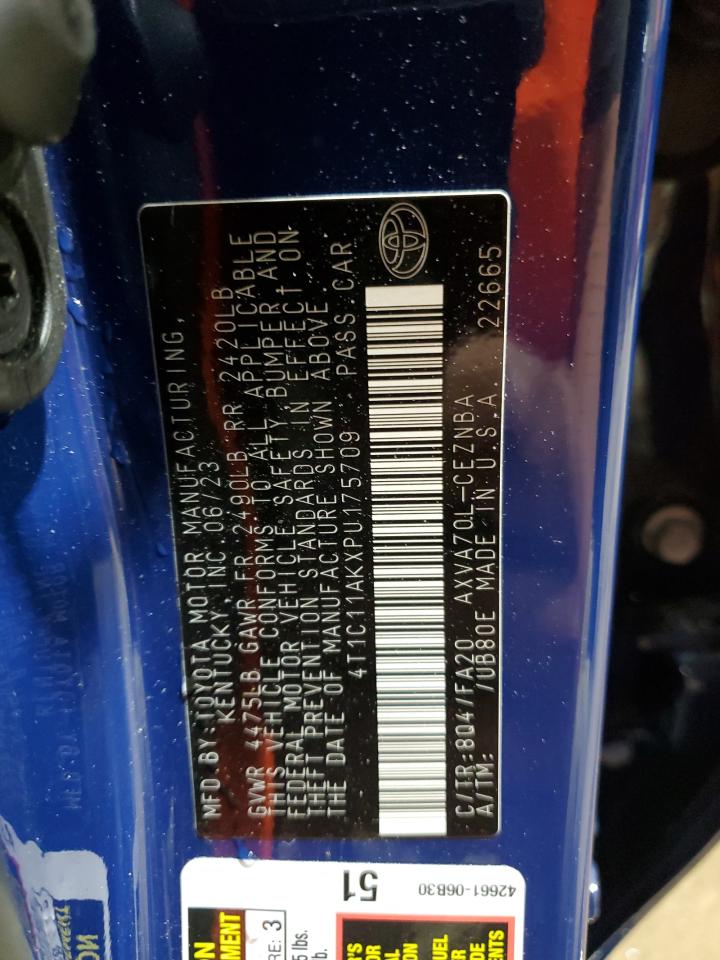 MFD.BY:TOYOTA MOTOR MANUFACTURING,
KENTUCKY, INC. 06/23
GVWR 4475LB GAWR FR 2490LB RR 2420LB
THIS VEHICLE CONFORMS TO ALL APPLICABLE
FEDERAL MOTOR VEHICLE SAFETY, BUMPER AND
THEFT PREVENTION STANDARDS IN EFFECT ON
THE DATE OF MANUFACTURE SHOWN ABOVE.
4T1C11AKXPU175709 PASS.CAR
C/TR:8Q4/FA20 AXVA70L-CEZNBA
A/TM: /UB80E MADE IN U.S.A. 22665
51
42661-06B30